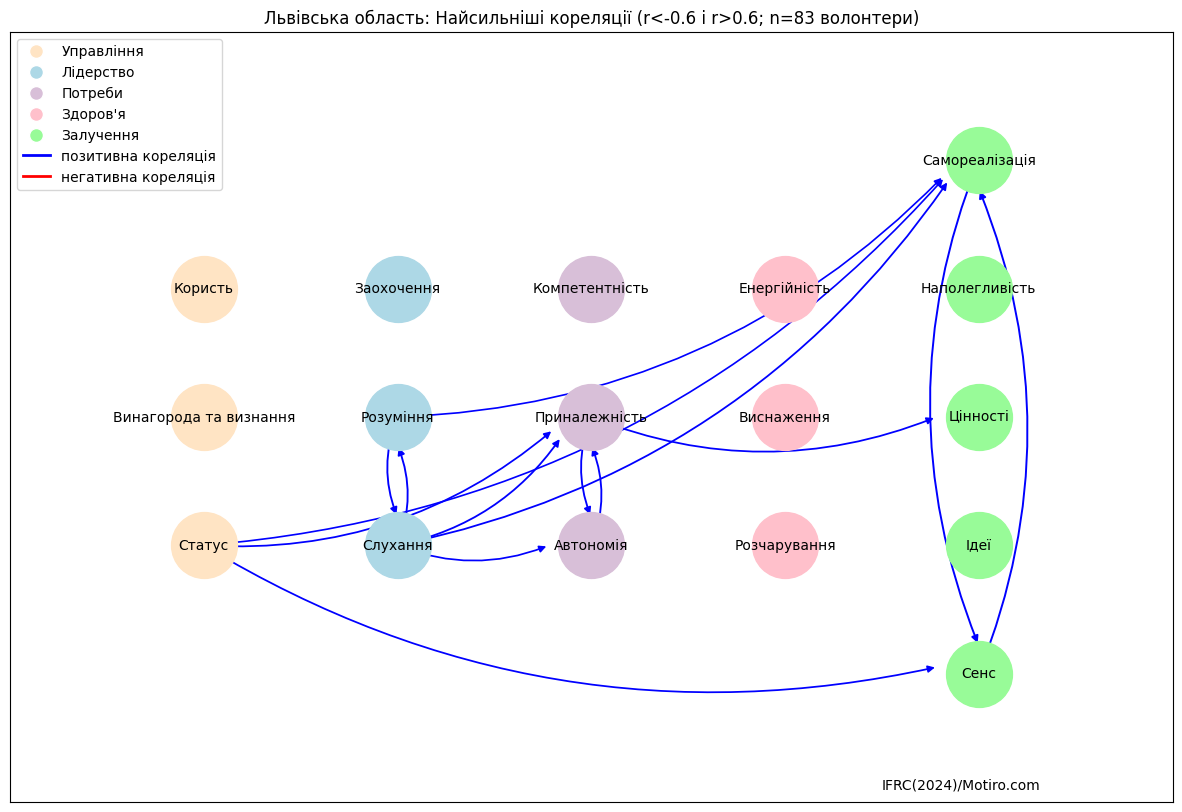 Львівська область: Найсильніші кореляції (r<-0.6 і r>0.6; n=83 волонтери)
Управління
Лідерство
Потреби
Здоров'я
Залучення
позитивна кореляція
негативна кореляція
Самореалізація
Користь
Заохочення
Компетентність
Енергійність
Наполегливість
Винагорода та визнання
Розуміння
Приналежність
Виснаження
Цінності
Статус
Слухання
Автономія
Розчарування
Ідеї
Сенс
IFRC(2024)/Motiro.com